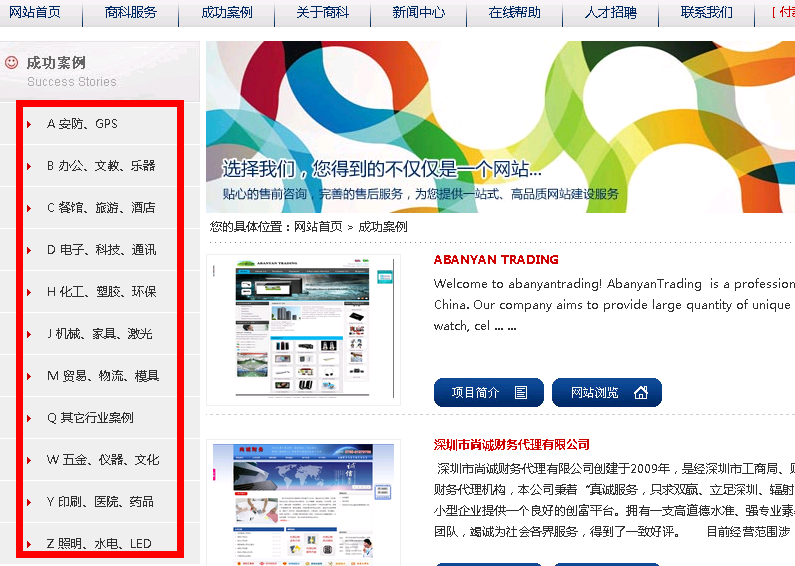 网站首页 商科服务 成功案例 关于商科 新闻中心 在线帮助 人才招聘 联系我们 [ 付
成功案例
Success Stories
A 安防、GPS
B 办公、文教、乐器
C 餐馆、旅游、酒店
D 电子、科技、通讯
H 化工、塑胶、环保
J 机械、家具、激光
M 贸易、物流、模具
Q 其它行业案例
W 五金、仪器、文化
Y 印刷、医院、药品
Z 照明、水电、LED
选择我们，您得到的不仅仅是一个网站...
贴心的售前咨询，完善的售后服务，为您提供一站式、高品质网站建设服务
您的具体位置：网站首页 > 成功案例
ABANYAN TRADING
ABANYAN TRADING
Welcome to abanyantrading! AbanyanTrading is a profession
China. Our company aims to provide large quantity of unique
watch, cel ... ...
项目简介 网站浏览
尚诚财务
诚信
深圳市尚诚财务代理有限公司
深圳市尚诚财务代理有限公司创建于2009年，是经深圳市工商局、财
财务代理机构，本公司秉着“真诚服务，只求双赢、立足深圳、辐射
小型企业提供一个良好的创富平台。拥有一支高道德水准、强专业素
团队，竭诚为社会各界服务，得到了一致好评。 目前经营范围涉